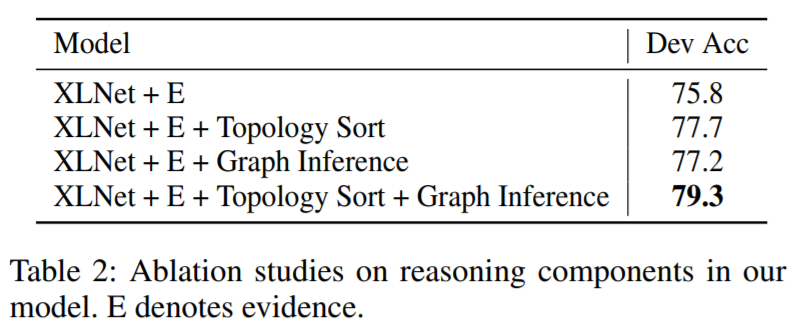 Model Dev Acc
XLNet + E 75.8
XLNet + E + Topology Sort 77.7
XLNet + E + Graph Inference 77.2
XLNet + E + Topology Sort + Graph Inference 79.3
Table 2: Ablation studies on reasoning components in our
model. E denotes evidence.